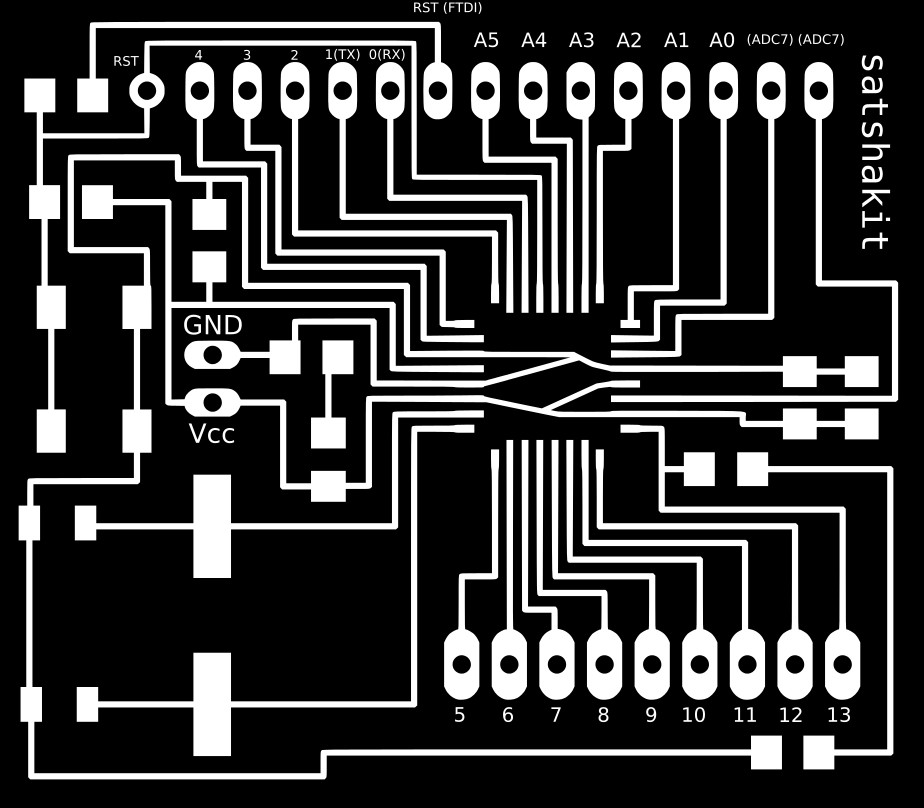 RST (FTDI)
A5 A4 A3 A2 A1 A0 (ADC7) (ADC7)
RST 4 3 2 1(TX) 0(RX)
satshakit
GND
Vcc
5 6 7 8 9 10 11 12 13